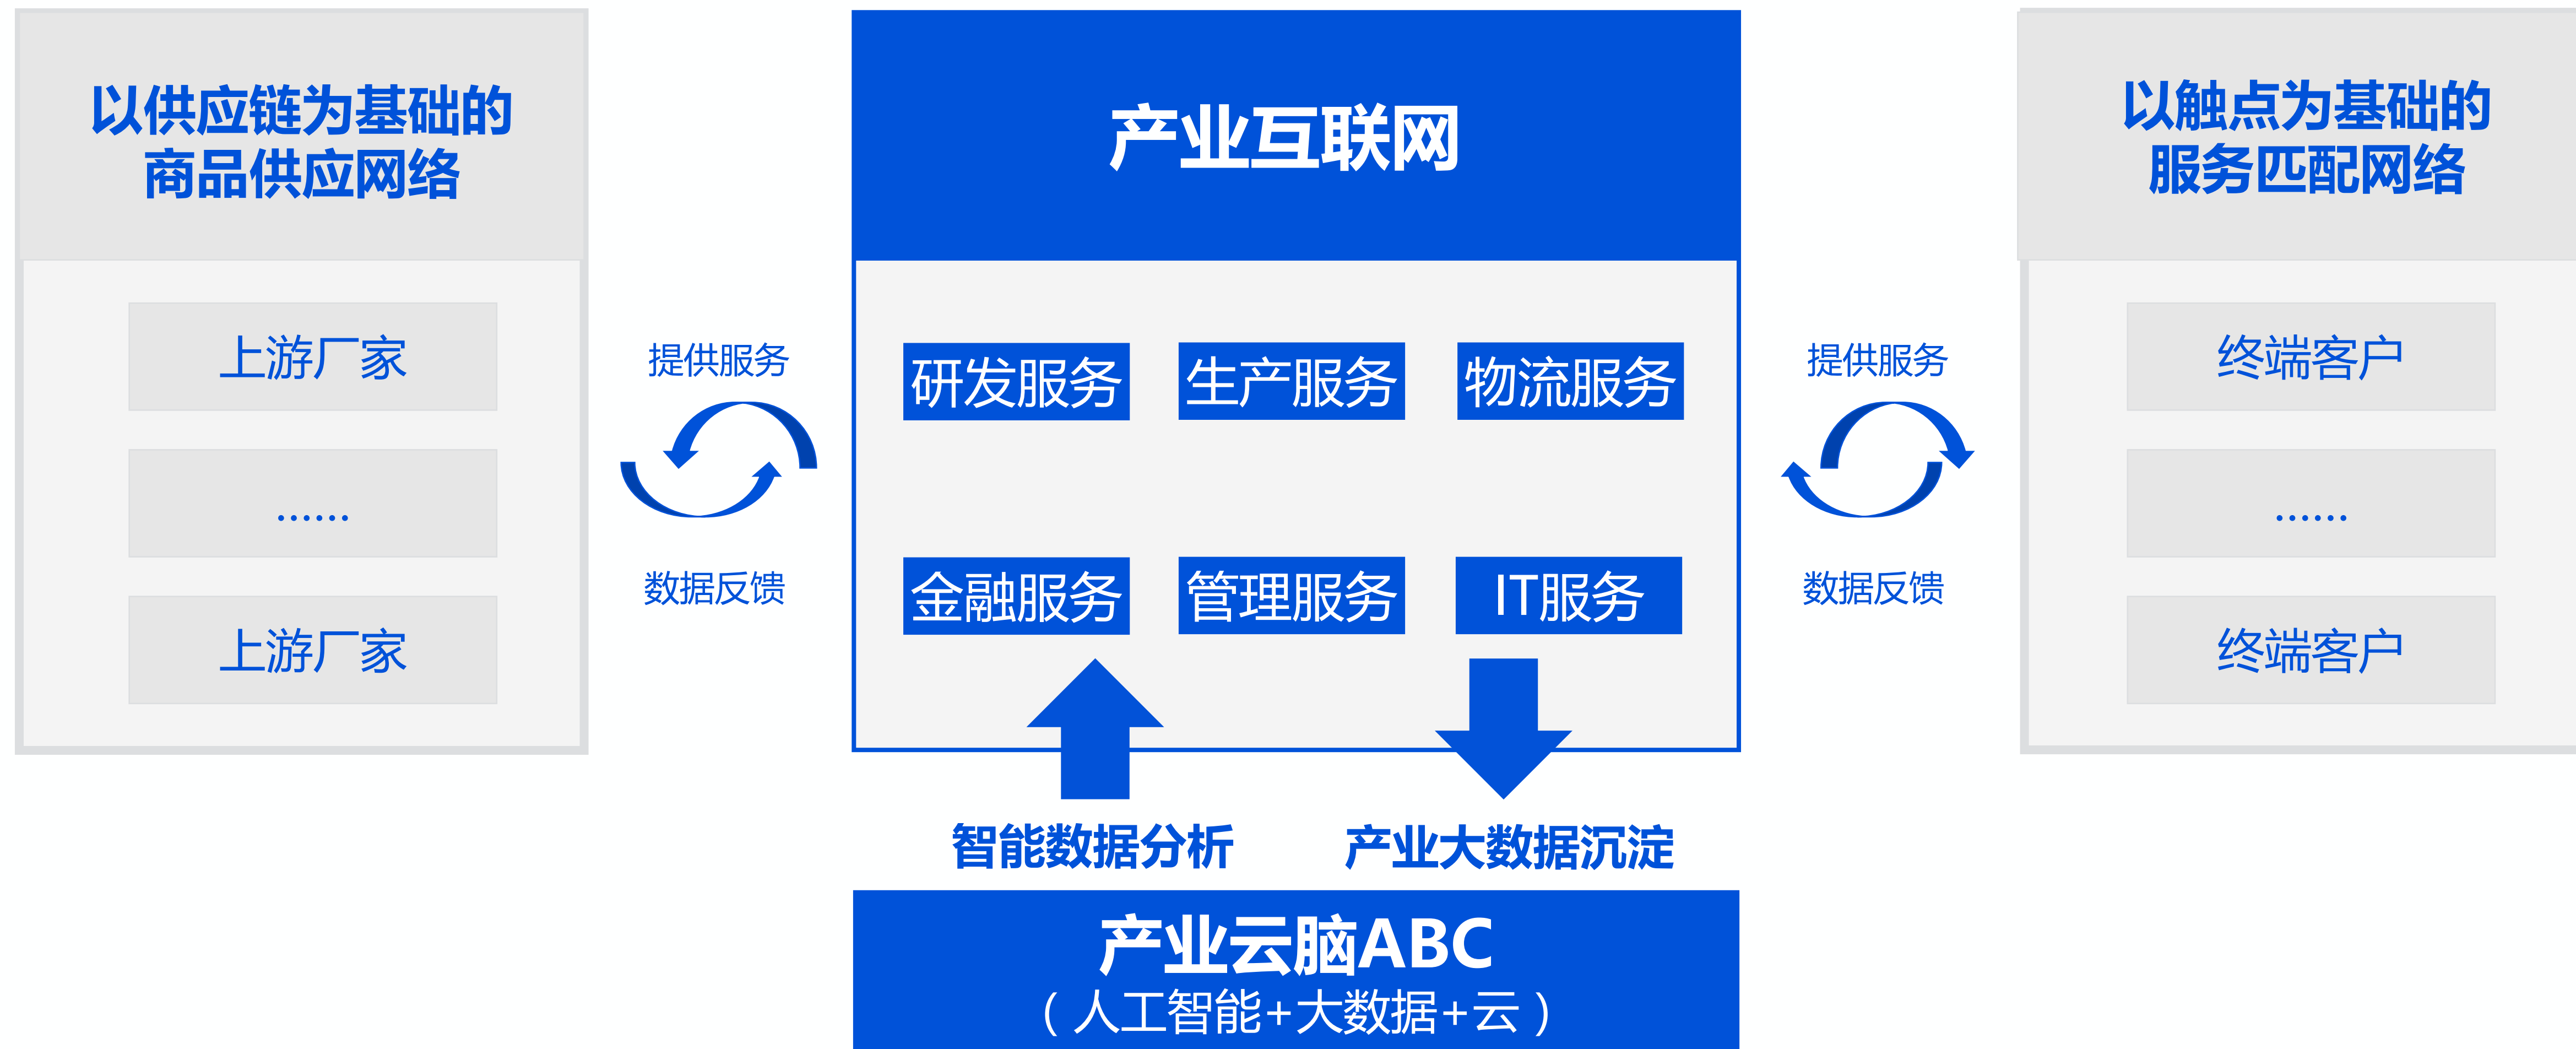 以供应链为基础的
商品供应网络
上游厂家
......
上游厂家
提供服务
数据反馈
产业互联网
研发服务
生产服务
物流服务
金融服务
管理服务
IT服务
智能数据分析
产业大数据沉淀
产业云脑ABC
（人工智能+大数据+云）
提供服务
数据反馈
以触点为基础的
服务匹配网络
终端客户
......
终端客户